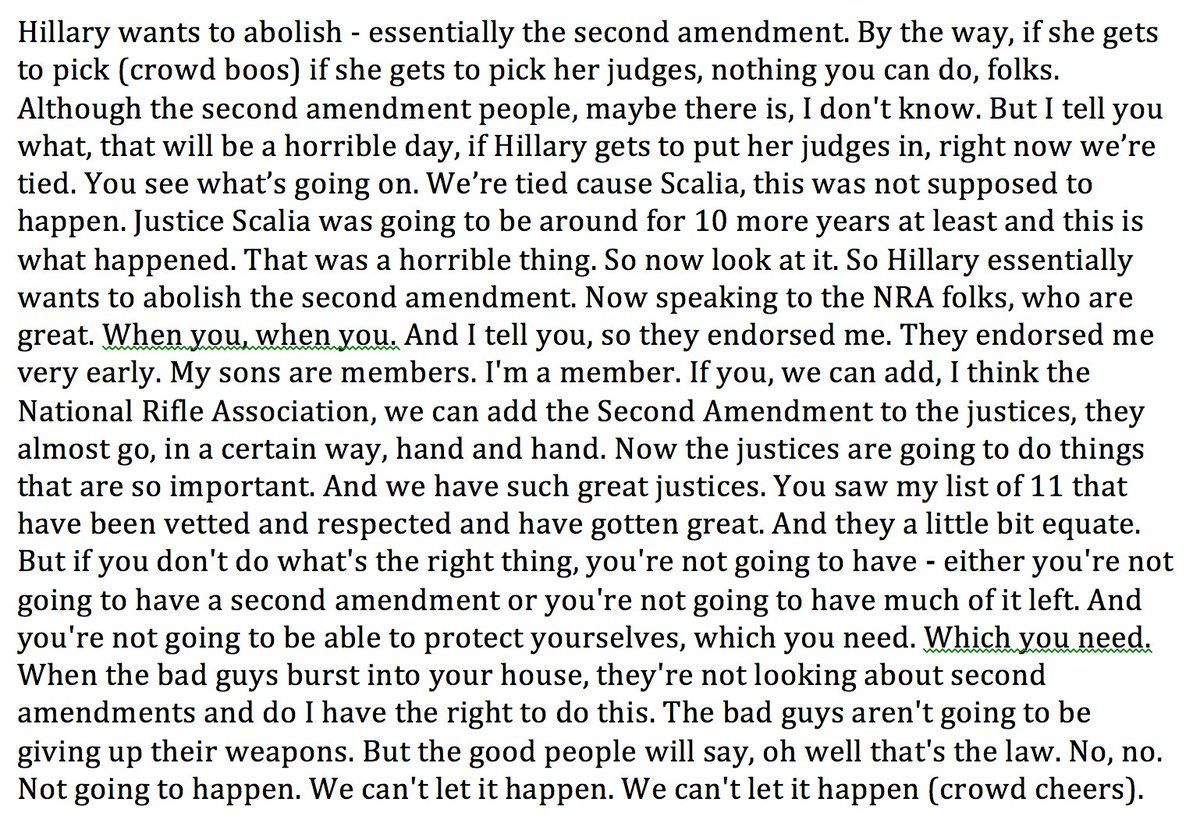 Hillary wants to abolish - essentially the second amendment. By the way, if she gets
to pick (crowd boos) if she gets to pick her judges, nothing you can do, folks.
Although the second amendment people, maybe there is, I don't know. But I tell you
what, that will be a horrible day, if Hillary gets to put her judges in, right now we’re
tied. You see what’s going on. We’re tied cause Scalia, this was not supposed to
happen. Justice Scalia was going to be around for 10 more years at least and this is
what happened. That was a horrible thing. So now look at it. So Hillary essentially
wants to abolish the second amendment. Now speaking to the NRA folks, who are
great. When you, when you. And I tell you, so they endorsed me. They endorsed me
very early. My sons are members. I'm a member. If you, we can add, I think the
National Rifle Association, we can add the Second Amendment to the justices, they
almost go, in a certain way, hand and hand. Now the justices are going to do things
that are so important. And we have such great justices. You saw my list of 11 that
have been vetted and respected and have gotten great. And they a little bit equate.
But if you don't do what's the right thing, you're not going to have - either you're not
going to have a second amendment or you're not going to have much of it left. And
you're not going to be able to protect yourselves, which you need. Which you need.
When the bad guys burst into your house, they're not looking about second
amendments and do I have the right to do this. The bad guys aren't going to be
giving up their weapons. But the good people will say, oh well that's the law. No, no.
Not going to happen. We can't let it happen. We can't let it happen (crowd cheers).